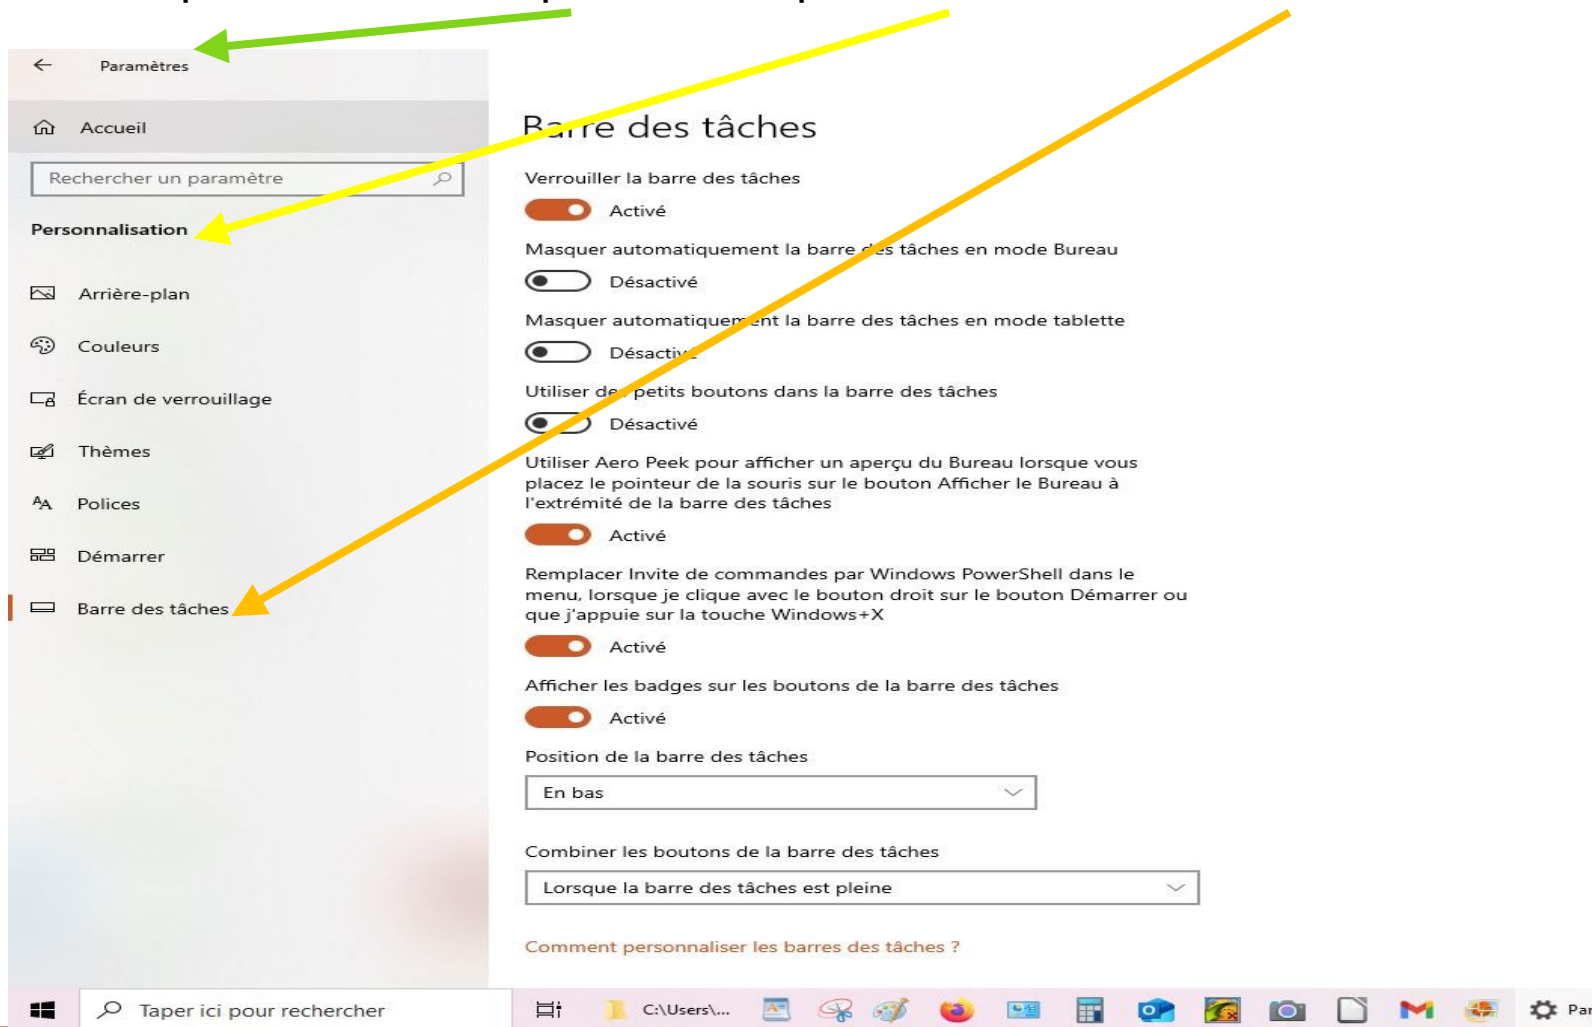 Paramètres
Accueil
Rechercher un paramètre
Personnalisation
Arrière-plan
Couleurs
Écran de verrouillage
Thèmes
Polices
Démarrer
Barre des tâches
Barre des tâches
Verrouiller la barre des tâches
Activé
Masquer automatiquement la barre des tâches en mode Bureau
Désactivé
Masquer automatiquement la barre des tâches en mode tablette
Désactivé
Utiliser des petits boutons dans la barre des tâches
Désactivé
Utiliser Aero Peek pour afficher un aperçu du Bureau lorsque vous
placez le pointeur de la souris sur le bouton Afficher le Bureau à
l'extrémité de la barre des tâches
Activé
Remplacer Invite de commandes par Windows PowerShell dans le
menu, lorsque je clique avec le bouton droit sur le bouton Démarrer ou
que j'appuie sur la touche Windows+X
Activé
Afficher les badges sur les boutons de la barre des tâches
Activé
Position de la barre des tâches
En bas
Combiner les boutons de la barre des tâches
Lorsque la barre des tâches est pleine
Comment personnaliser les barres des tâches ?
Taper ici pour rechercher
C:\Users\...
Par